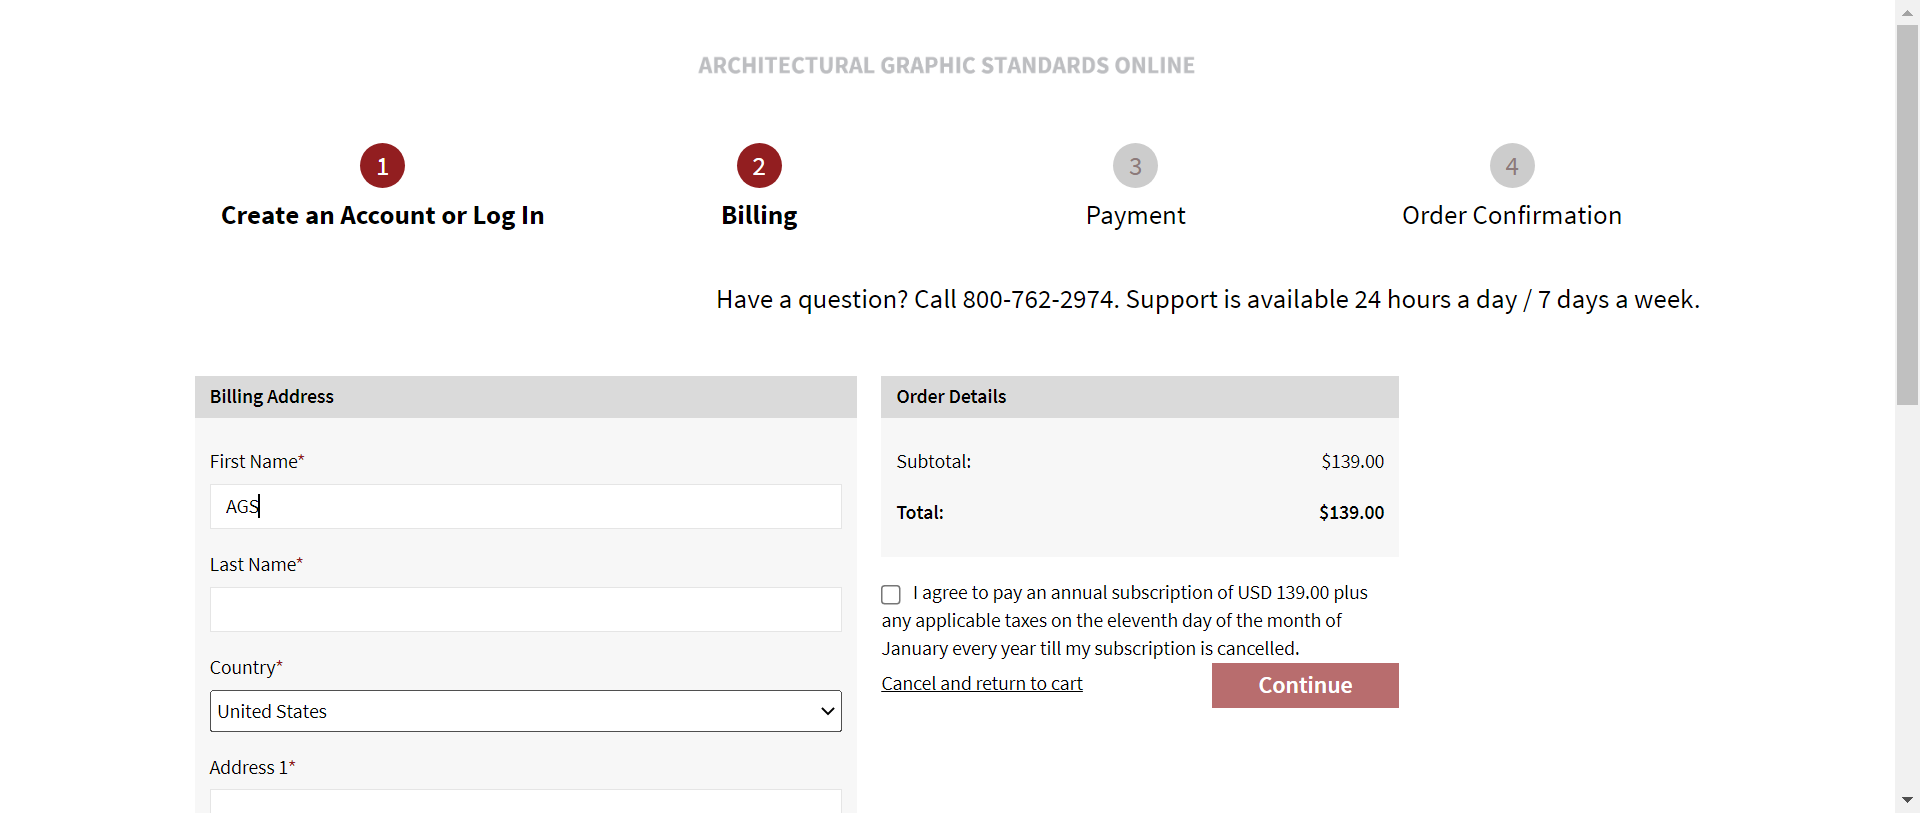 ARCHITECTURAL GRAPHIC STANDARDS ONLINE
1
2
3
4
Create an Account or Log In
Billing
Payment
Order Confirmation
Have a question? Call 800-762-2974. Support is available 24 hours a day / 7 days a week.
Billing Address
First Name*
AGS
Last Name*
Country*
United States
Address 1*
Order Details
Subtotal: $139.00
Total: $139.00
I agree to pay an annual subscription of USD 139.00 plus
any applicable taxes on the eleventh day of the month of
January every year till my subscription is cancelled.
Cancel and return to cart
Continue